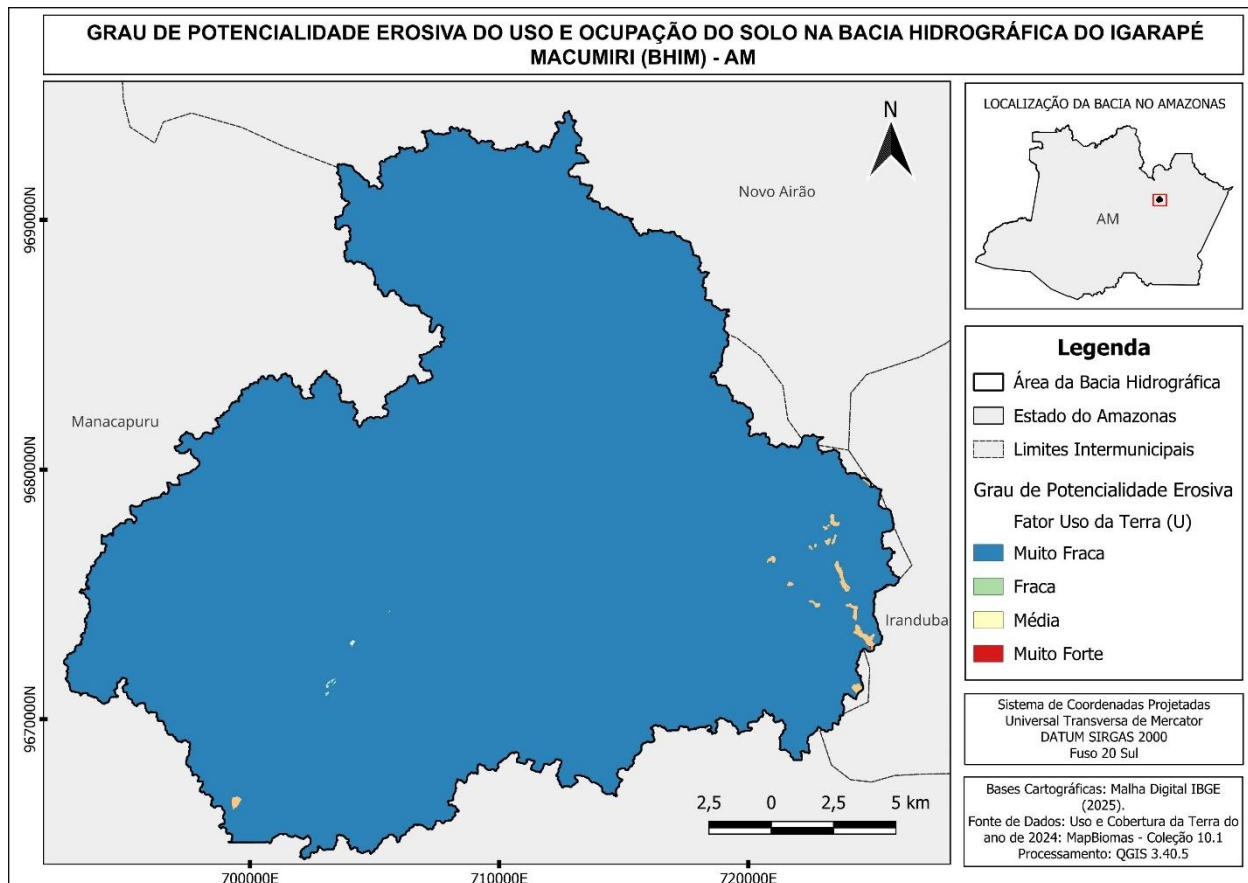 GRAU DE POTENCIALIDADE EROSIVA DO USO E OCUPAÇÃO DO SOLO NA BACIA HIDROGRÁFICA DO IGARAPÉ
MACUMIRI (BHIM) - AM
N
Novo Airão
Manacapuru
Iranduba
9690000N
9680000N
9670000N
700000E
710000E
720000E
2,5 0 2,5 5 km
LOCALIZAÇÃO DA BACIA NO AMAZONAS
AM
Legenda
Área da Bacia Hidrográfica
Estado do Amazonas
Limites Intermunicipais
Grau de Potencialidade Erosiva
Fator Uso da Terra (U)
Muito Fraca
Fraca
Média
Muito Forte
Sistema de Coordenadas Projetadas
Universal Transversa de Mercator
DATUM SIRGAS 2000
Fuso 20 Sul
Bases Cartográficas: Malha Digital IBGE
(2025).
Fonte de Dados: Uso e Cobertura da Terra do
ano de 2024: MapBiomas - Coleção 10.1
Processamento: QGIS 3.40.5